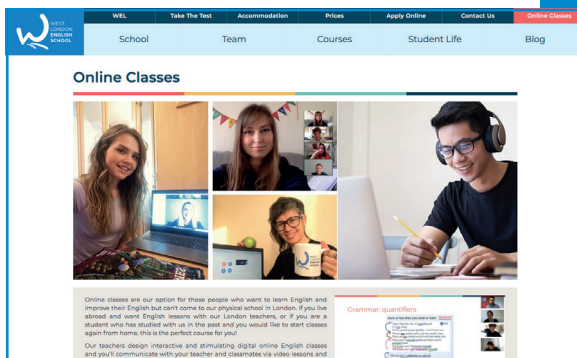 WEL Take The Test Accommodation Prices Apply Online Contact Us Online Classes
WEST
LONDON
ENGLISH
SCHOOL
School Team Courses Student Life Blog
Online Classes
Online classes are our option for those people who want to learn English and
improve their English but can't come to our physical school in London. If you live
abroad and want English lessons with our London teachers, or if you are a
student who has studied with us in the past and you would like to start classes
again from home, this is the perfect course for you!
Our teachers design interactive and stimulating digital online English classes
and you'll communicate with your teacher and classmates via video lessons and
Grammar: quantifiers